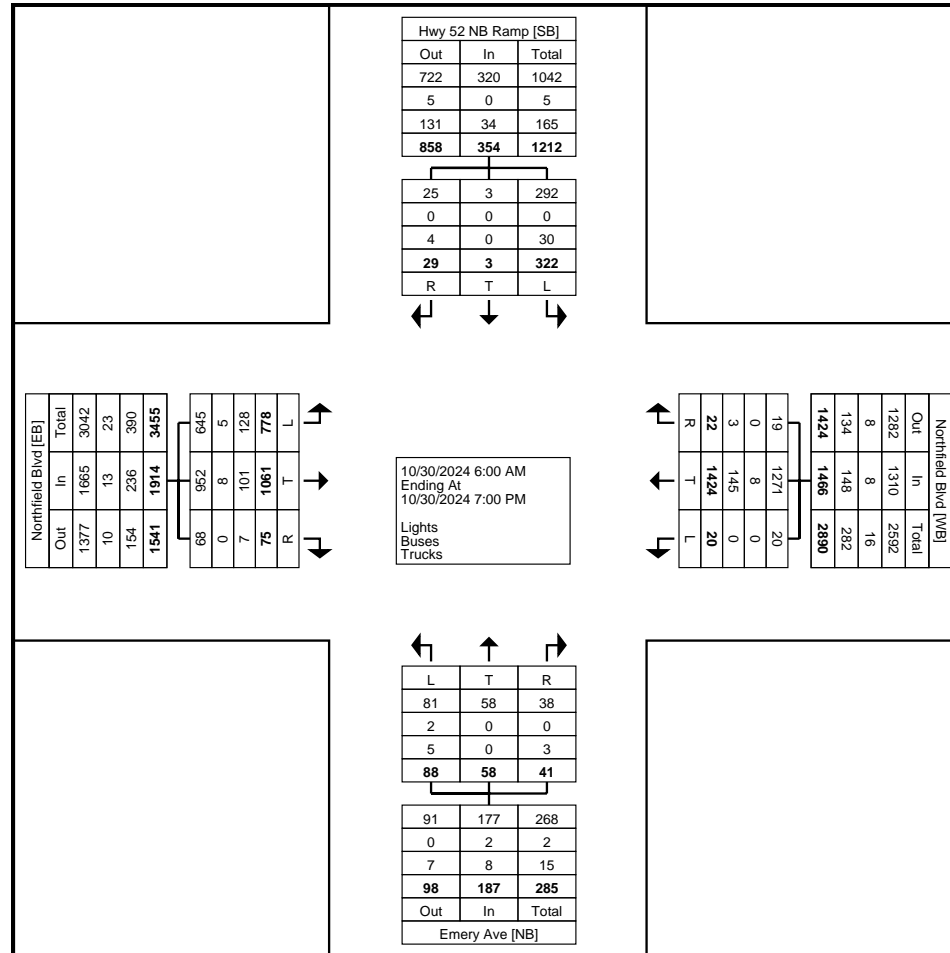 Hwy 52 NB Ramp [SB]
Out In Total
722 320 1042
5 0 5
131 34 165
858 354 1212
25 3 292
0 0 0
4 0 30
29 3 322
R T L
Northfield Blvd [EB]
Total In Out
3042 1665 1377
23 13 10
390 236 154
3455 1914 1541
645 952 68
5 8 0
128 101 7
778 1061 75
L T R
10/30/2024 6:00 AM
Ending At
10/30/2024 7:00 PM
Lights
Buses
Trucks
Northfield Blvd [WB]
Out In Total
1282 1310 2592
8 8 16
134 148 282
1424 1466 2890
19 1271 20
0 8 0
3 145 0
22 1424 20
R T L
L T R
81 58 38
2 0 0
5 0 3
88 58 41
91 177 268
0 2 2
7 8 15
98 187 285
Out In Total
Emery Ave [NB]